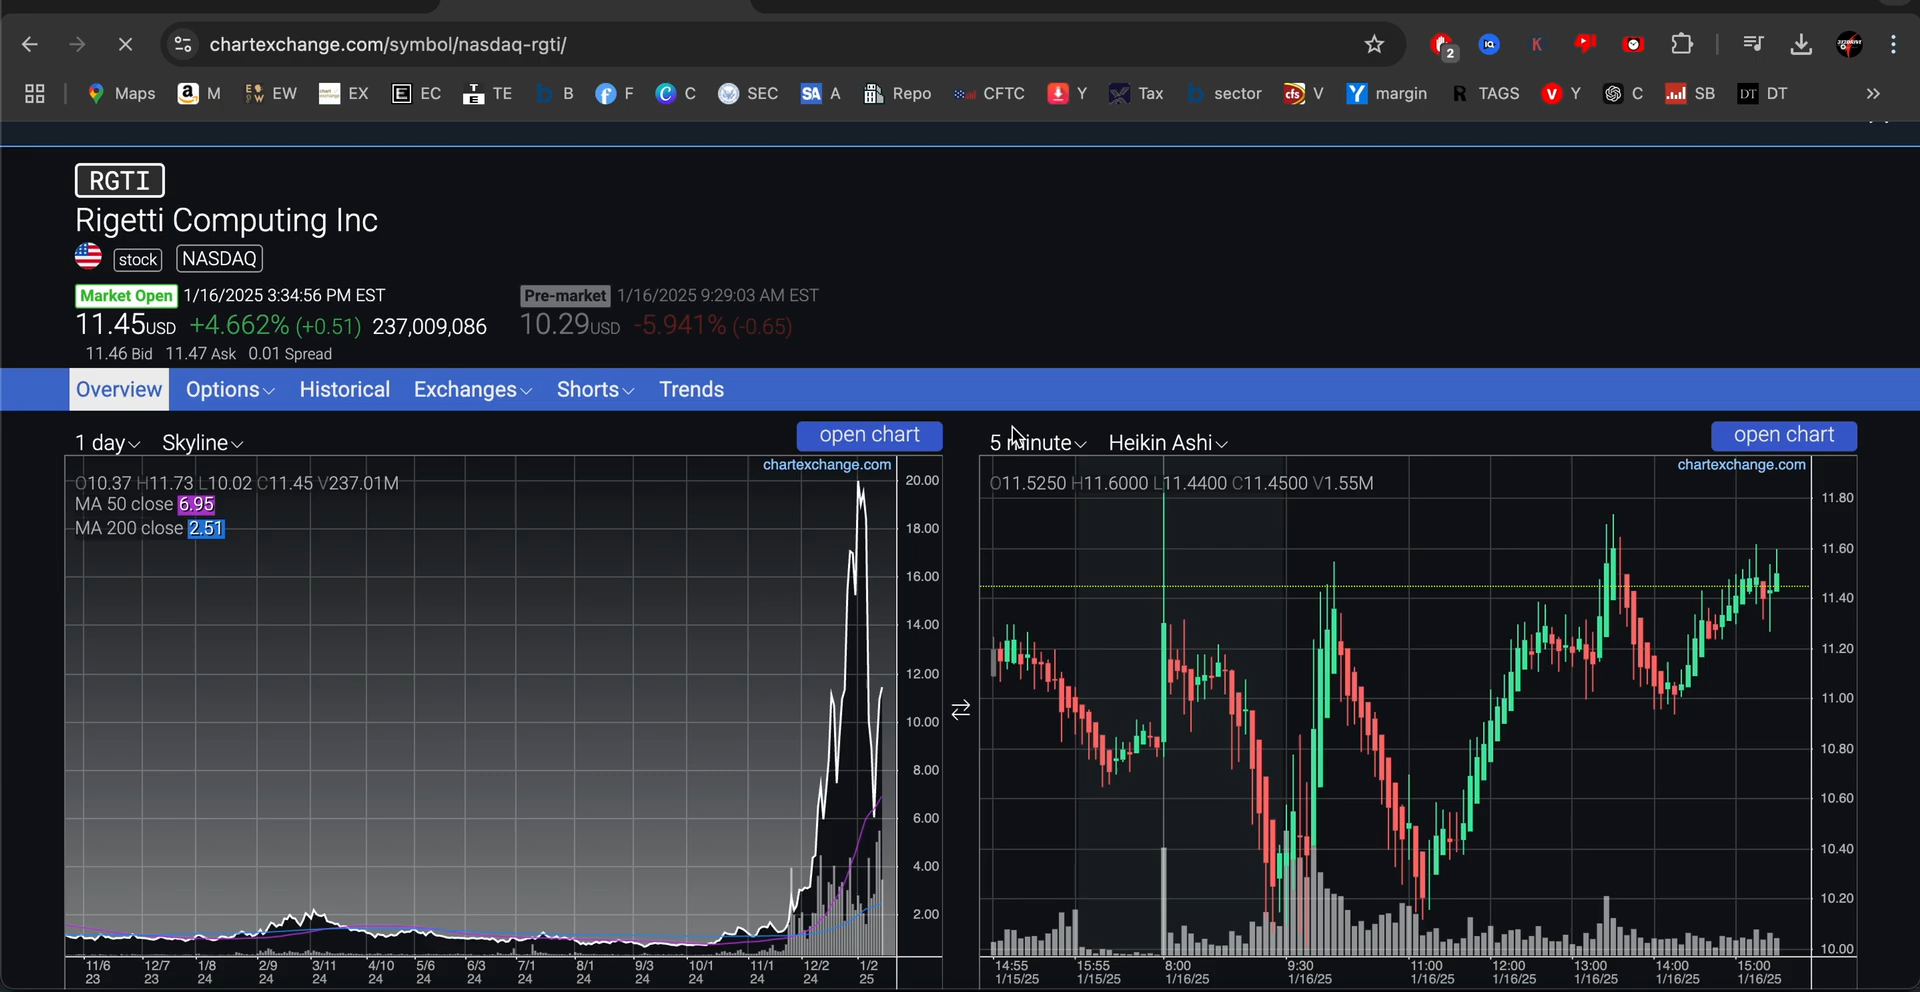 chartexchange.com/symbol/nasdaq-rgti/
2
IQ
K
Maps
M
EW
EX
EC
TE
B
F
C
SEC
A
Repo
CFTC
Y
Tax
sector
V
margin
TAGS
Y
C
SB
DT
RGTI
Rigetti Computing Inc
stock NASDAQ
Market Open 1/16/2025 3:34:56 PM EST
11.45USD +4.662% (+0.51) 237,009,086
11.46 Bid 11.47 Ask 0.01 Spread
Pre-market 1/16/2025 9:29:03 AM EST
10.29USD -5.941% (-0.65)
Overview Options Historical Exchanges Shorts Trends
1 day Skyline open chart
chartexchange.com
O10.37 H11.73 L10.02 C11.45 V237.01M
MA 50 close 6.95
MA 200 close 2.51
20.00
18.00
16.00
14.00
12.00
10.00
8.00
6.00
4.00
2.00
11/6 12/7 1/8 2/9 3/11 4/10 5/6 6/3 7/1 8/1 9/3 10/1 11/1 12/2 1/2
23 23 24 24 24 24 24 24 24 24 24 24 24 24 25
5 minute Heikin Ashi open chart
chartexchange.com
O11.5250 H11.6000 L11.4400 C11.4500 V1.55M
11.80
11.60
11.40
11.20
11.00
10.80
10.60
10.40
10.20
10.00
14:55 15:55 8:00 9:30 11:00 12:00 13:00 14:00 15:00
1/15/25 1/15/25 1/16/25 1/16/25 1/16/25 1/16/25 1/16/25 1/16/25 1/16/25